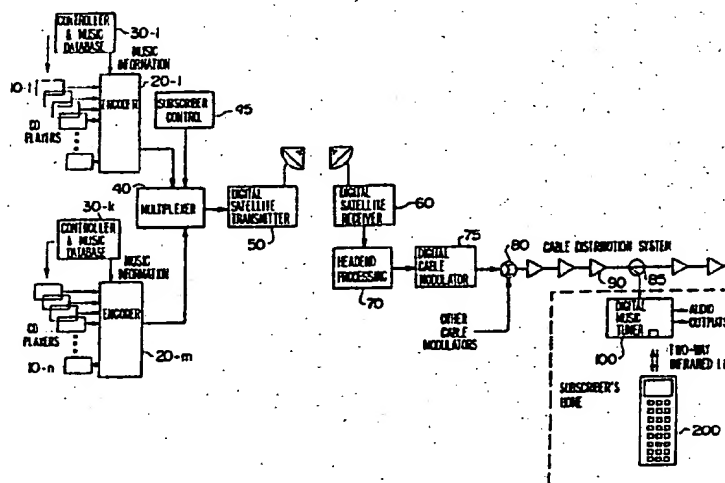 CONTROLLER
& MUSIC
DATABASE
30-1
MUSIC
INFORMATION
10-1
20-1
ENCODER
SUBSCRIBER
CONTROL
45
CD
PLAYERS
40
MULTIPLEXER
DIGITAL
SATELLITE
TRANSMITTER
50
DIGITAL
SATELLITE
RECEIVER
60
30-k
CONTROLLER
& MUSIC
DATABASE
MUSIC
INFORMATION
ENCODER
CD
PLAYERS
10-n
20-m
HEADEND
PROCESSING
70
75
DIGITAL
CABLE
MODULATOR
80
CABLE DISTRIBUTION SYSTEM
90
85
OTHER
CABLE
MODULATORS
DIGITAL
MUSIC
TUNER
100
AUDIO
OUTPUTS
TWO-WAY
INFRARED
SUBSCRIBER'S
HOME
200